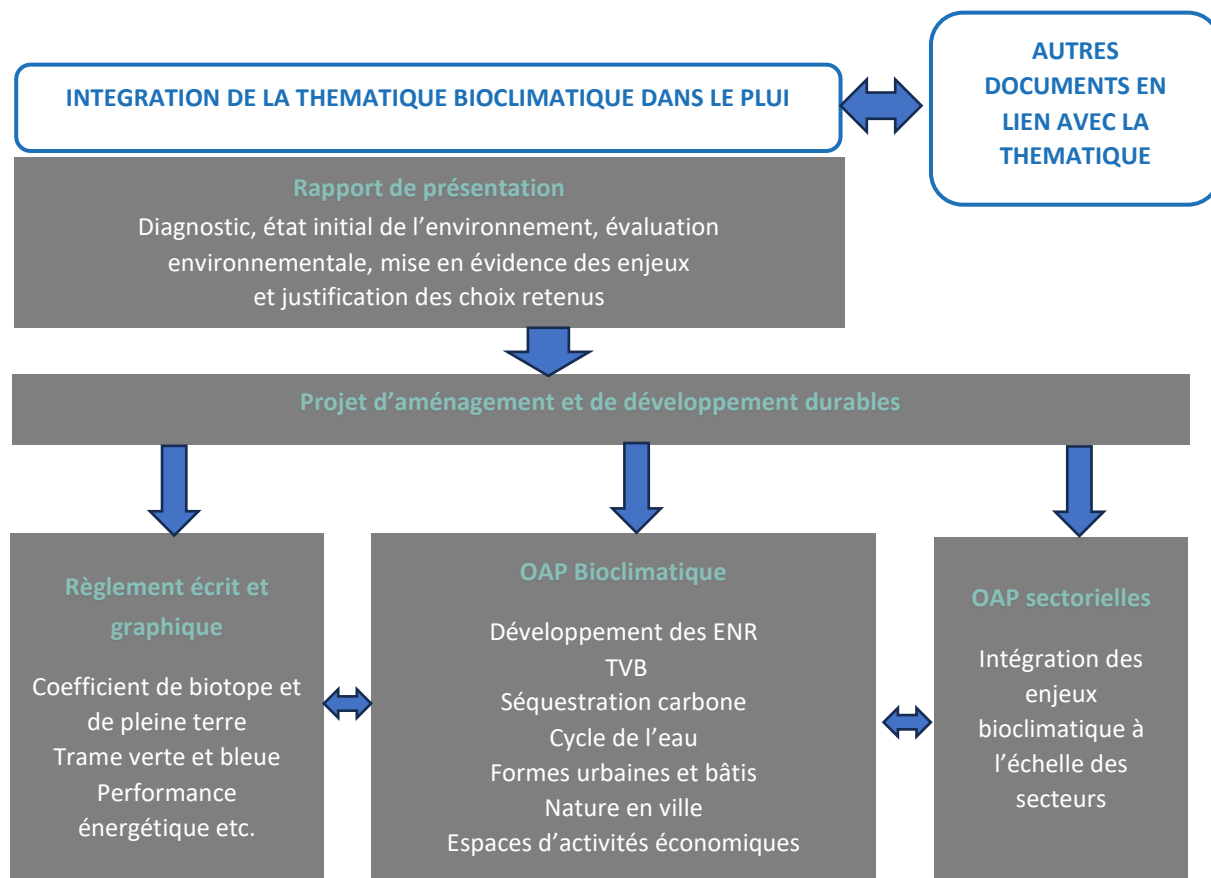 INTEGRATION DE LA THEMATIQUE BIOCLIMATIQUE DANS LE PLUI
AUTRES
DOCUMENTS EN
LIEN AVEC LA
THEMATIQUE
Rapport de présentation
Diagnostic, état initial de l’environnement, évaluation
environnementale, mise en évidence des enjeux
et justification des choix retenus
Projet d’aménagement et de développement durables
Règlement écrit et
graphique
Coefficient de biotope et
de pleine terre
Trame verte et bleue
Performance
énergétique etc.
OAP Bioclimatique
Développement des ENR
TVB
Séquestration carbone
Cycle de l’eau
Formes urbaines et bâtis
Nature en ville
Espaces d’activités économiques
OAP sectorielles
Intégration des
enjeux
bioclimatique à
l’échelle des
secteurs